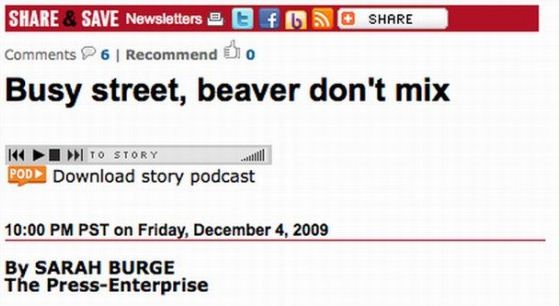 SHARE & SAVE Newsletters SHARE
Comments 6 | Recommend 0
Busy street, beaver don't mix
TO STORY
POD Download story podcast
10:00 PM PST on Friday, December 4, 2009
By SARAH BURGE
The Press-Enterprise